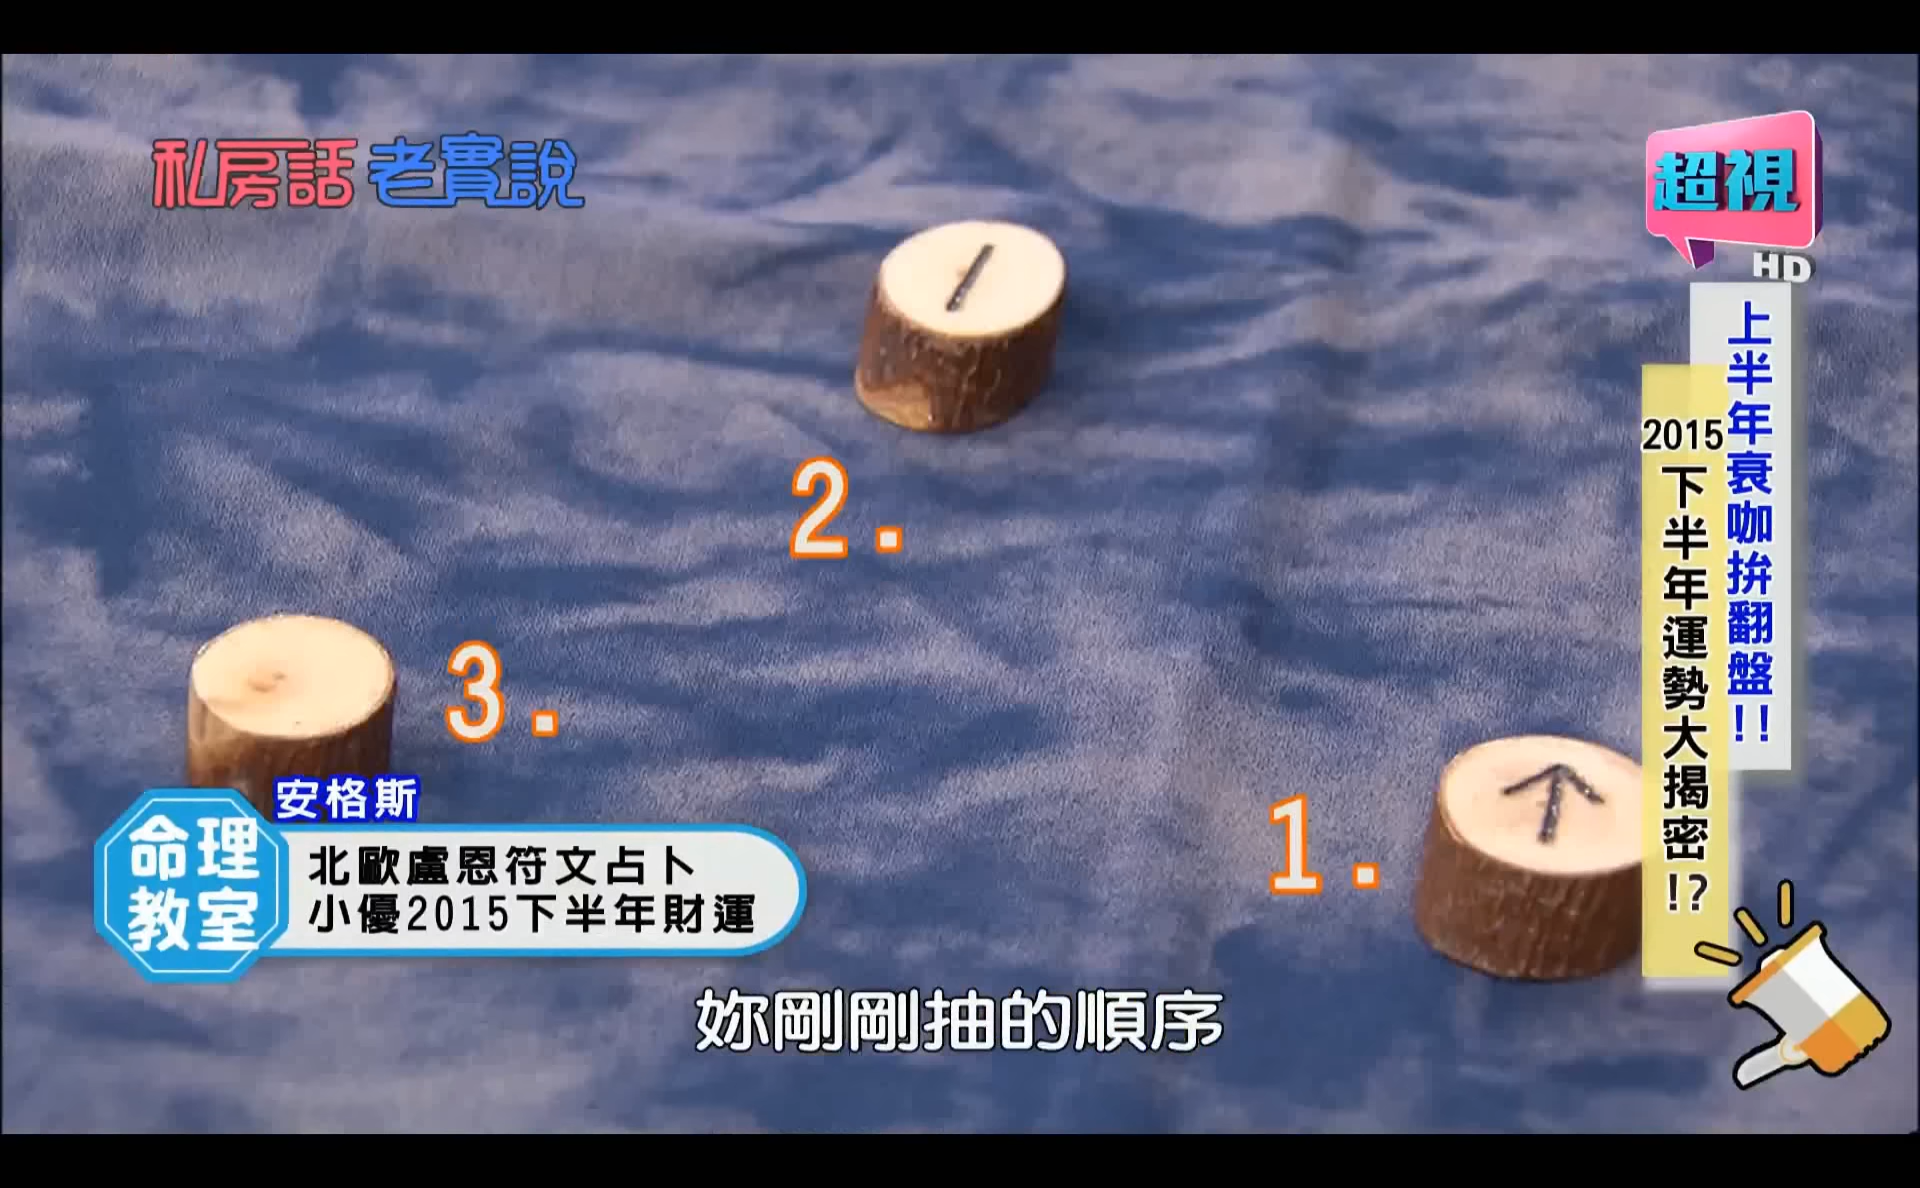 私房話 老實說
超視
HD
上半年衰咖拚翻盤!!
2015下半年運勢大揭密!?
2.
3.
1.
安格斯
命理
教室
北歐盧恩符文占卜
小優2015下半年財運
妳剛剛抽的順序